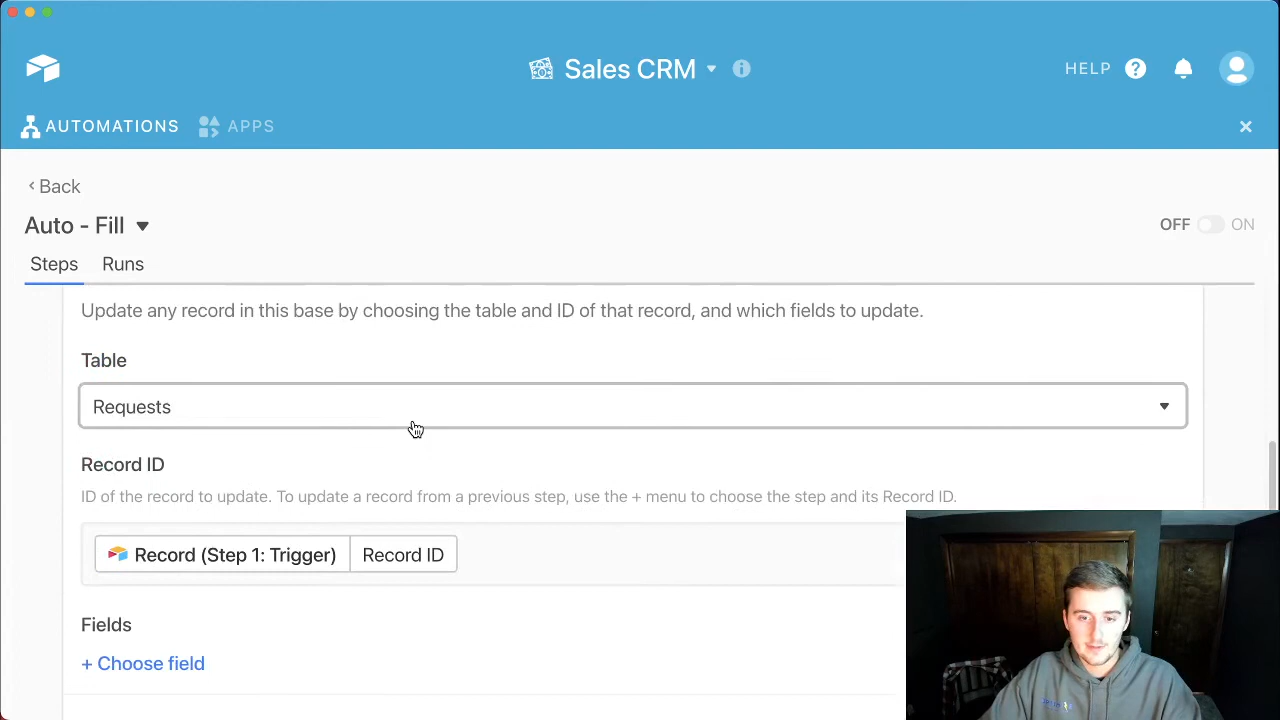 Sales CRM
HELP
AUTOMATIONS
APPS
Back
Auto - Fill
OFF
ON
Steps
Runs
Update any record in this base by choosing the table and ID of that record, and which fields to update.
Table
Requests
Record ID
ID of the record to update. To update a record from a previous step, use the + menu to choose the step and its Record ID.
Record (Step 1: Trigger)
Record ID
Fields
+ Choose field